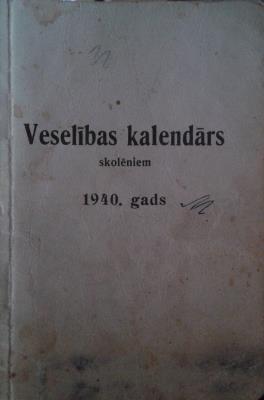 Veselības kalendārs
skolēniem
1940. gads